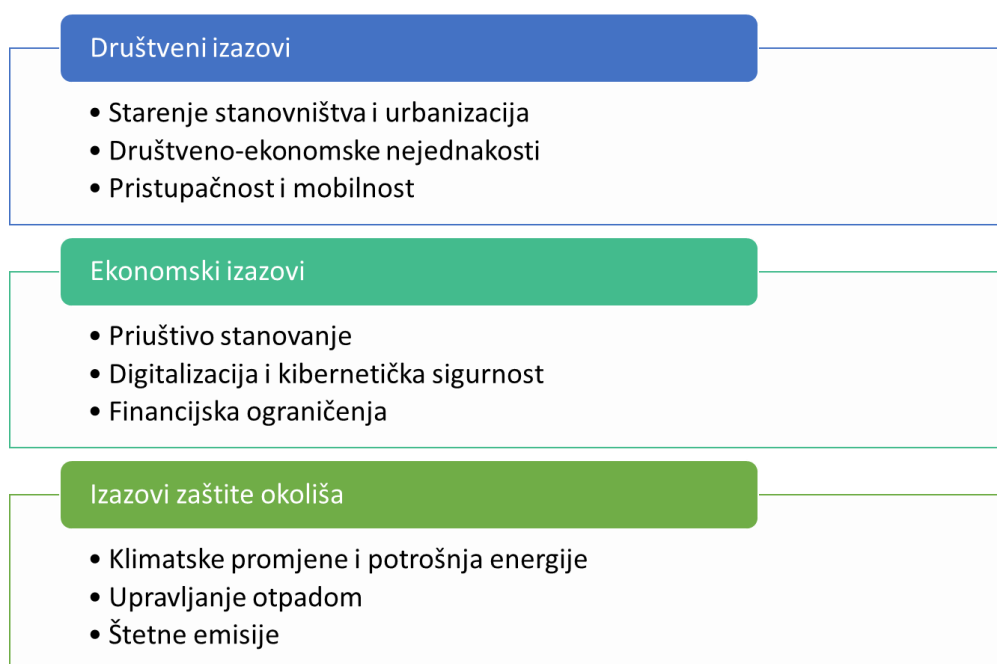 Društveni izazovi
• Starenje stanovništva i urbanizacija
• Društveno-ekonomske nejednakosti
• Pristupačnost i mobilnost
Ekonomski izazovi
• Priuštivo stanovanje
• Digitalizacija i kibernetička sigurnost
• Financijska ograničenja
Izazovi zaštite okoliša
• Klimatske promjene i potrošnja energije
• Upravljanje otpadom
• Štetne emisije